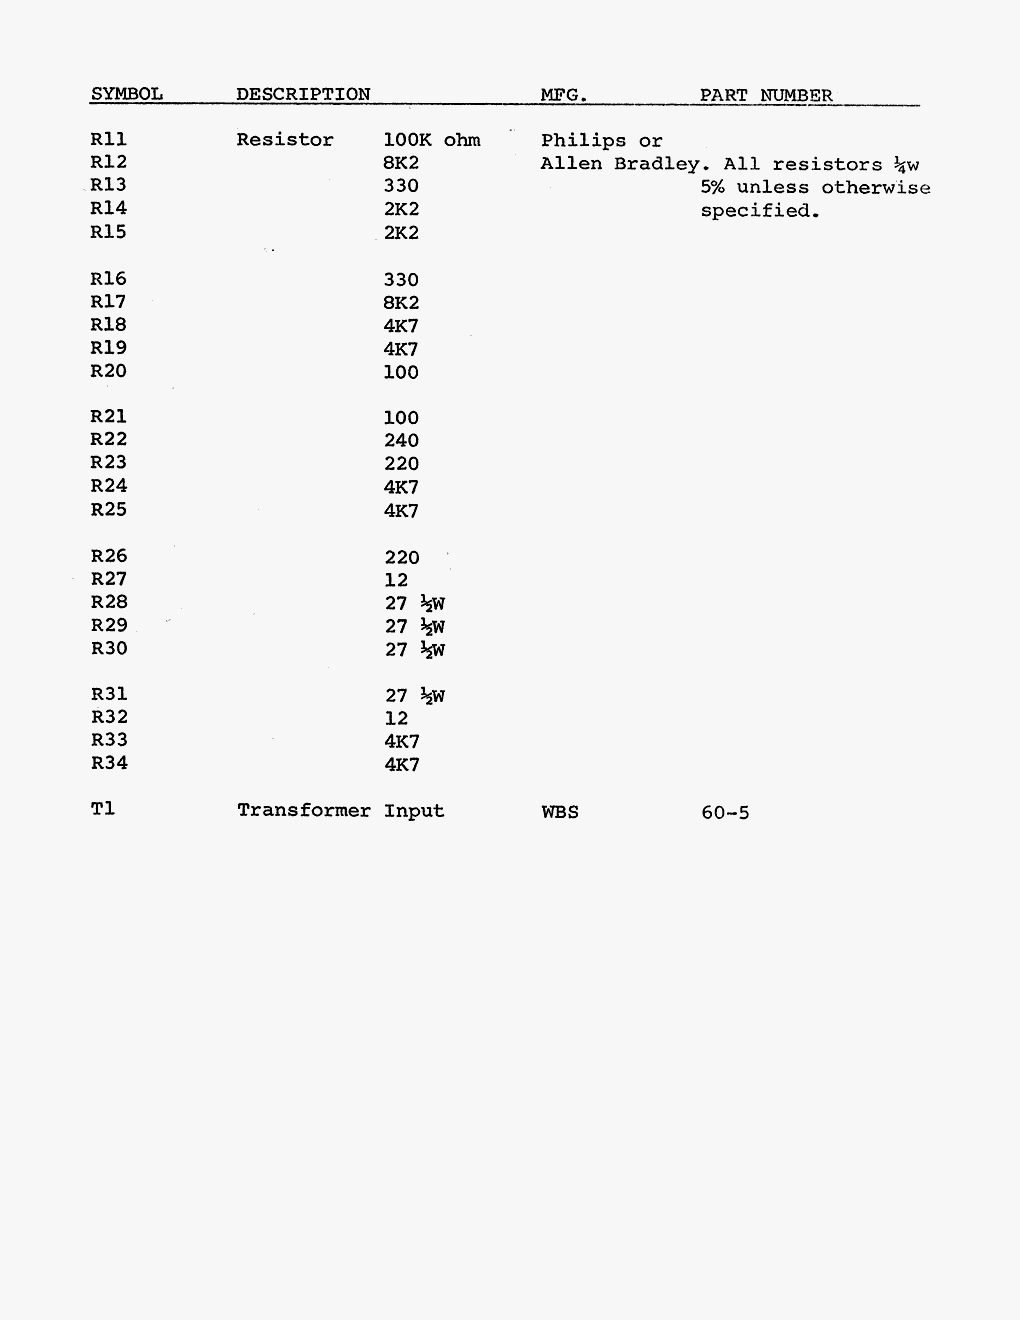 SYMBOL DESCRIPTION MFG. PART NUMBER
R11 Resistor 100K ohm Philips or
R12 8K2 Allen Bradley. All resistors ¼w
R13 330 5% unless otherwise
R14 2K2 specified.
R15 2K2
R16 330
R17 8K2
R18 4K7
R19 4K7
R20 100
R21 100
R22 240
R23 220
R24 4K7
R25 4K7
R26 220
R27 12
R28 27 ½W
R29 27 ½W
R30 27 ½W
R31 27 ½W
R32 12
R33 4K7
R34 4K7
T1 Transformer Input WBS 60-5